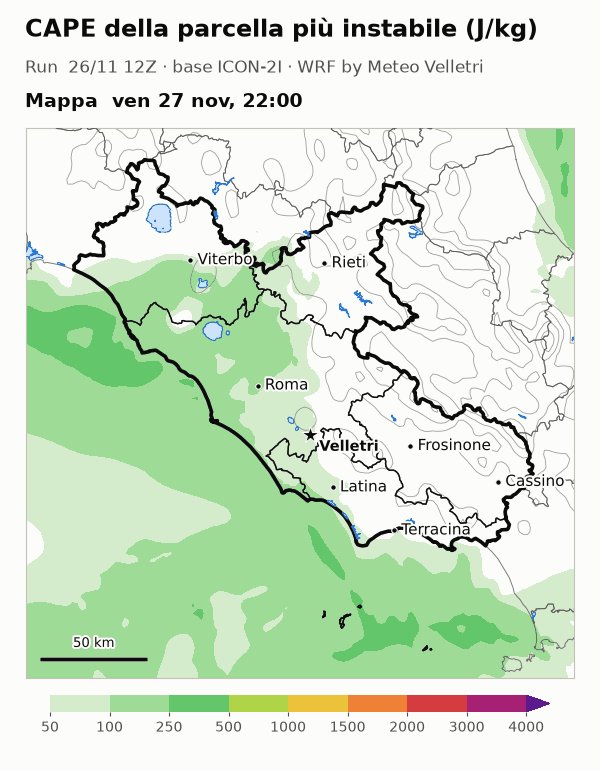 CAPE della parcella più instabile (J/kg)
Run  26/11 12Z · base ICON-2I · WRF by Meteo Velletri
Mappa  ven 27 nov, 22:00
Viterbo
Rieti
Roma
Velletri
Frosinone
Latina
Cassino
Terracina
50 km
50 100 250 500 1000 1500 2000 3000 4000